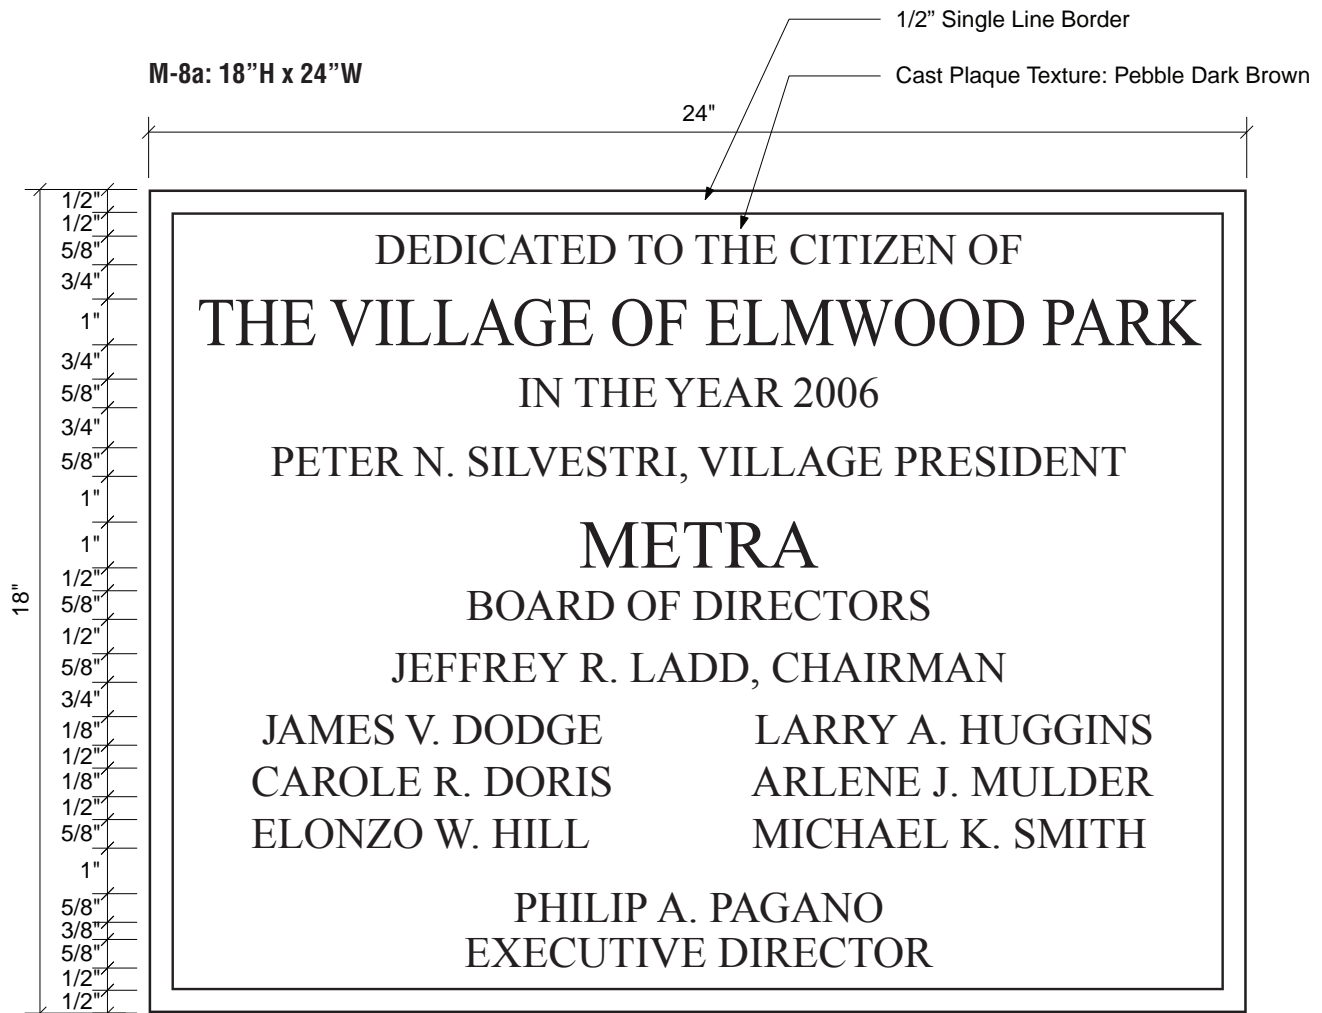 1/2” Single Line Border
M-8a: 18”H x 24”W
Cast Plaque Texture: Pebble Dark Brown
24"
1/2"
1/2"
5/8"
3/4"
1"
3/4"
5/8"
3/4"
5/8"
1"
1"
1/2"
5/8"
1/2"
5/8"
3/4"
1/8"
1/2"
1/8"
1/2"
5/8"
1"
5/8"
3/8"
5/8"
1/2"
1/2"
18"
DEDICATED TO THE CITIZEN OF
THE VILLAGE OF ELMWOOD PARK
IN THE YEAR 2006
PETER N. SILVESTRI, VILLAGE PRESIDENT
METRA
BOARD OF DIRECTORS
JEFFREY R. LADD, CHAIRMAN
JAMES V. DODGE LARRY A. HUGGINS
CAROLE R. DORIS ARLENE J. MULDER
ELONZO W. HILL MICHAEL K. SMITH
PHILIP A. PAGANO
EXECUTIVE DIRECTOR